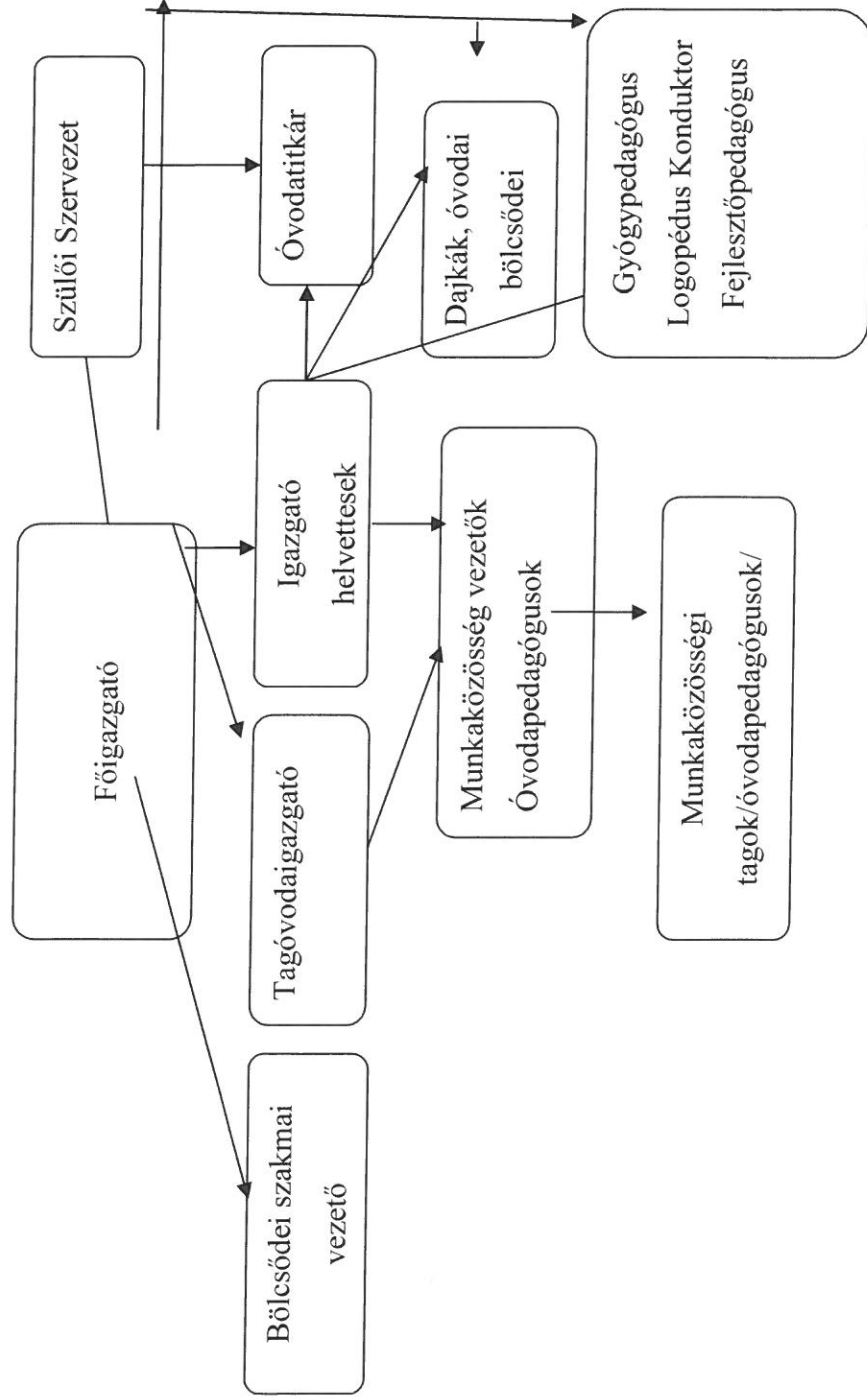 Főigazgató
Szülői Szervezet
Bölcsődei szakmai
vezető
Tagóvodaigazgató
Igazgató
helvettesek
Óvodatitkár
Munkaközösség vezetők
Óvodapedagógusok
Dajkák, óvodai
bölcsődei
Munkaközösségi
tagok/óvodapedagógusok/
Gyógypedagógus
Logopédus Konduktor
Fejlesztőpedagógus